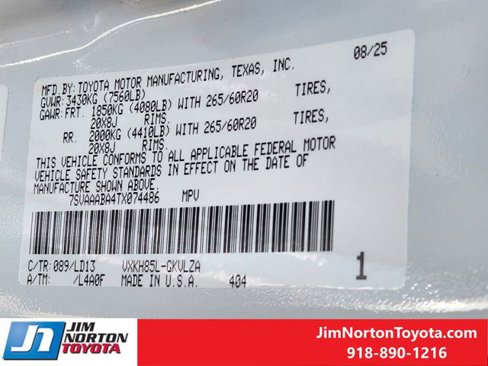 MFD. BY: TOYOTA MOTOR MANUFACTURING, TEXAS, INC. 08/25
GVWR: 3430KG (7560LB)
GAWR: FRT. 1850KG (4080LB) WITH 265/60R20 TIRES,
20X8J RIMS.
RR. 2000KG (4410LB) WITH 265/60R20 TIRES,
20X8J RIMS.
THIS VEHICLE CONFORMS TO ALL APPLICABLE FEDERAL MOTOR
VEHICLE SAFETY STANDARDS IN EFFECT ON THE DATE OF
MANUFACTURE SHOWN ABOVE.
7SVAAABA4TX074486 MPV
C/TR: 089/LD13 VXKH85L-GKVLZA
A/TM: /L4A0F MADE IN U.S.A. 404
1
JIM NORTON TOYOTA
JimNortonToyota.com
918-890-1216